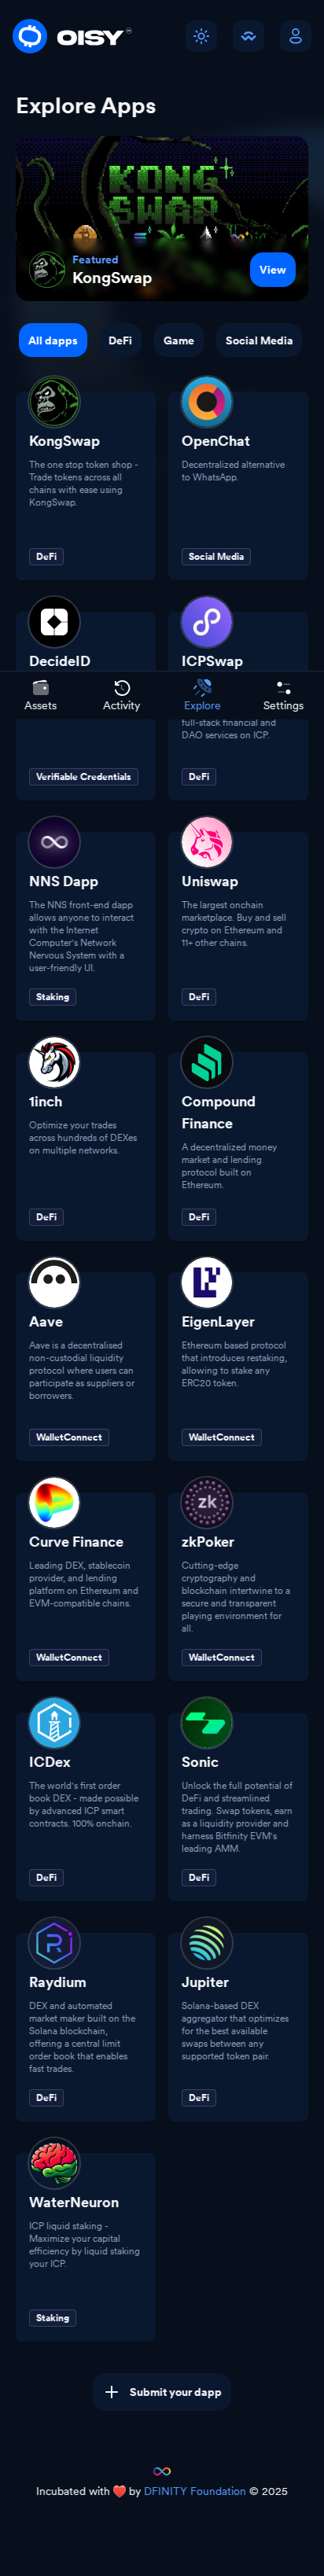 OISY
Explore Apps
KONG
SWAP
Featured
KongSwap
View
All dapps
DeFi
Game
Social Media
KongSwap
The one stop token shop -
Trade tokens across all
chains with ease using
KongSwap.
DeFi
OpenChat
Decentralized alternative
to WhatsApp.
Social Media
DecideID
Verifiable Credentials
ICPSwap
full-stack financial and
DAO services on ICP.
DeFi
Assets
Activity
Explore
Settings
NNS Dapp
The NNS front-end dapp
allows anyone to interact
with the Internet
Computer's Network
Nervous System with a
user-friendly UI.
Staking
Uniswap
The largest onchain
marketplace. Buy and sell
crypto on Ethereum and
11+ other chains.
DeFi
1inch
Optimize your trades
across hundreds of DEXes
on multiple networks.
DeFi
Compound
Finance
A decentralized money
market and lending
protocol built on
Ethereum.
DeFi
Aave
Aave is a decentralised
non-custodial liquidity
protocol where users can
participate as suppliers or
borrowers.
WalletConnect
EigenLayer
Ethereum based protocol
that introduces restaking,
allowing to stake any
ERC20 token.
WalletConnect
Curve Finance
Leading DEX, stablecoin
provider, and lending
platform on Ethereum and
EVM-compatible chains.
WalletConnect
zk
zkPoker
Cutting-edge
cryptography and
blockchain intertwine to a
secure and transparent
playing environment for
all.
WalletConnect
ICDex
The world's first order
book DEX - made possible
by advanced ICP smart
contracts. 100% onchain.
DeFi
Sonic
Unlock the full potential of
DeFi and streamlined
trading. Swap tokens, earn
as a liquidity provider and
harness Bitfinity EVM's
leading AMM.
DeFi
Raydium
DEX and automated
market maker built on the
Solana blockchain,
offering a central limit
order book that enables
fast trades.
DeFi
Jupiter
Solana-based DEX
aggregator that optimizes
for the best available
swaps between any
supported token pair.
DeFi
WaterNeuron
ICP liquid staking -
Maximize your capital
efficiency by liquid staking
your ICP.
Staking
Submit your dapp
Incubated with ❤️ by DFINITY Foundation © 2025